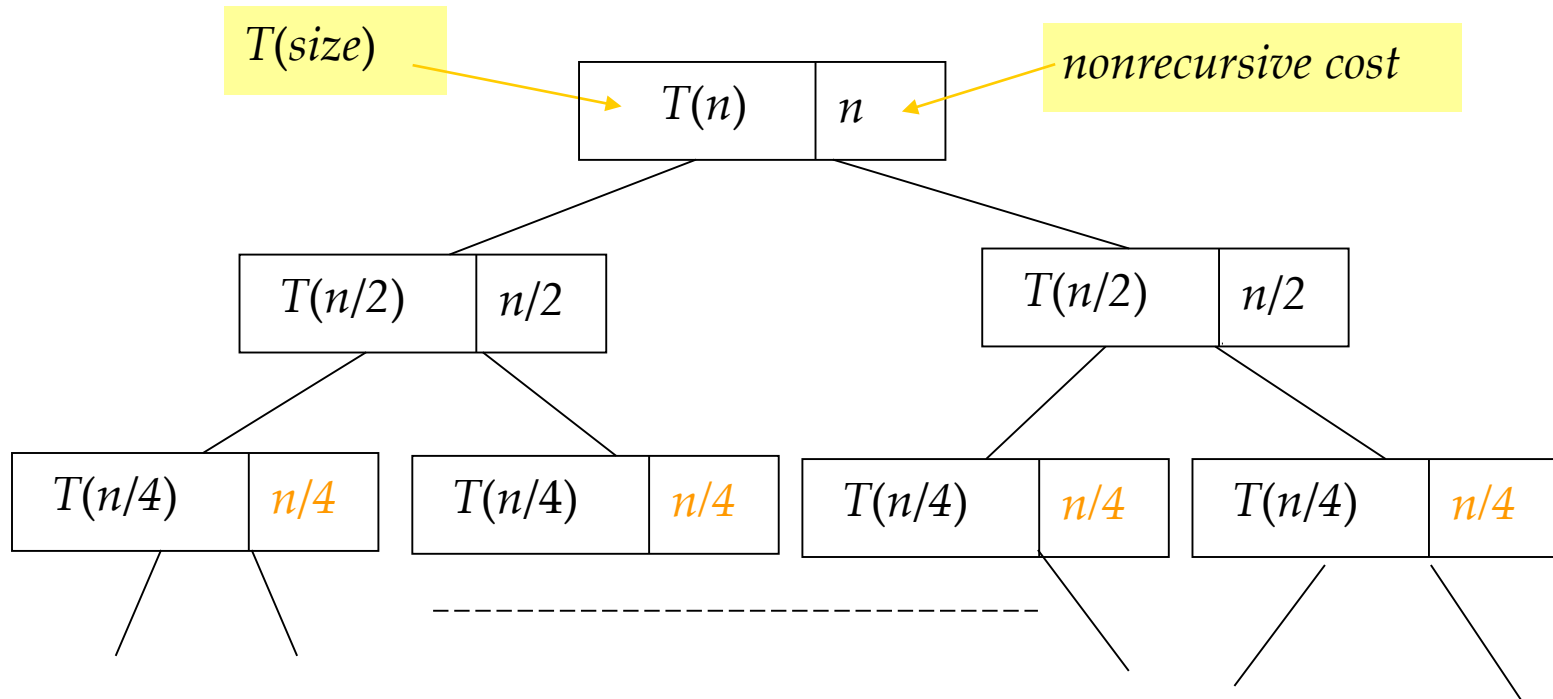 T(size)
nonrecursive cost
T(n) n
T(n/2) n/2
T(n/2) n/2
T(n/4) n/4
T(n/4) n/4
T(n/4) n/4
T(n/4) n/4